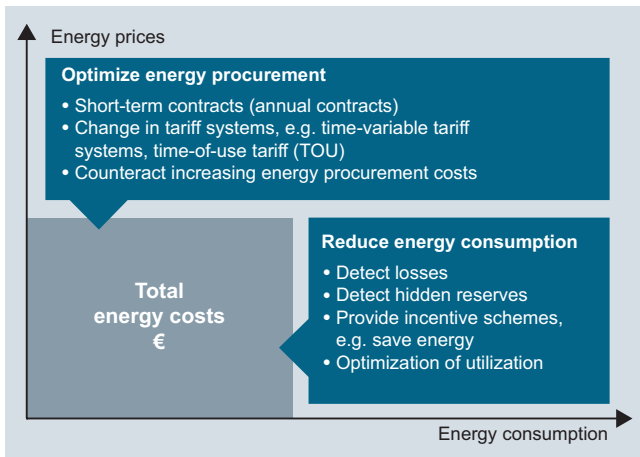 Energy prices
Optimize energy procurement
• Short-term contracts (annual contracts)
• Change in tariff systems, e.g. time-variable tariff
systems, time-of-use tariff (TOU)
• Counteract increasing energy procurement costs
Total
energy costs
€
Reduce energy consumption
• Detect losses
• Detect hidden reserves
• Provide incentive schemes,
e.g. save energy
• Optimization of utilization
Energy consumption